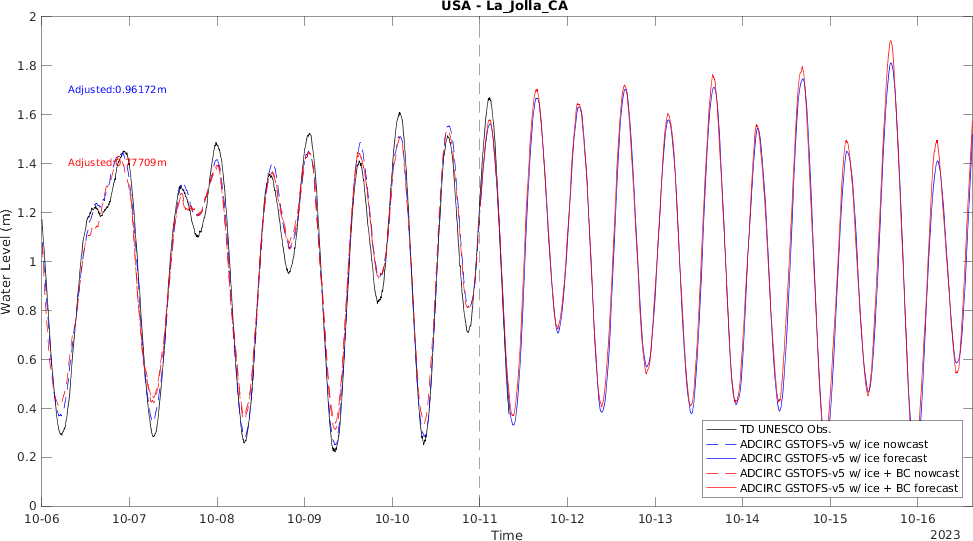 USA - La_Jolla_CA
2
1.8
1.6
1.4
1.2
1
0.8
0.6
0.4
0.2
0
Water Level (m)
Adjusted:0.96172m
Adjusted:0.77709m
TD UNESCO Obs.
ADCIRC GSTOFS-v5 w/ ice nowcast
ADCIRC GSTOFS-v5 w/ ice forecast
ADCIRC GSTOFS-v5 w/ ice + BC nowcast
ADCIRC GSTOFS-v5 w/ ice + BC forecast
10-06 10-07 10-08 10-09 10-10 10-11 10-12 10-13 10-14 10-15 10-16
Time
2023